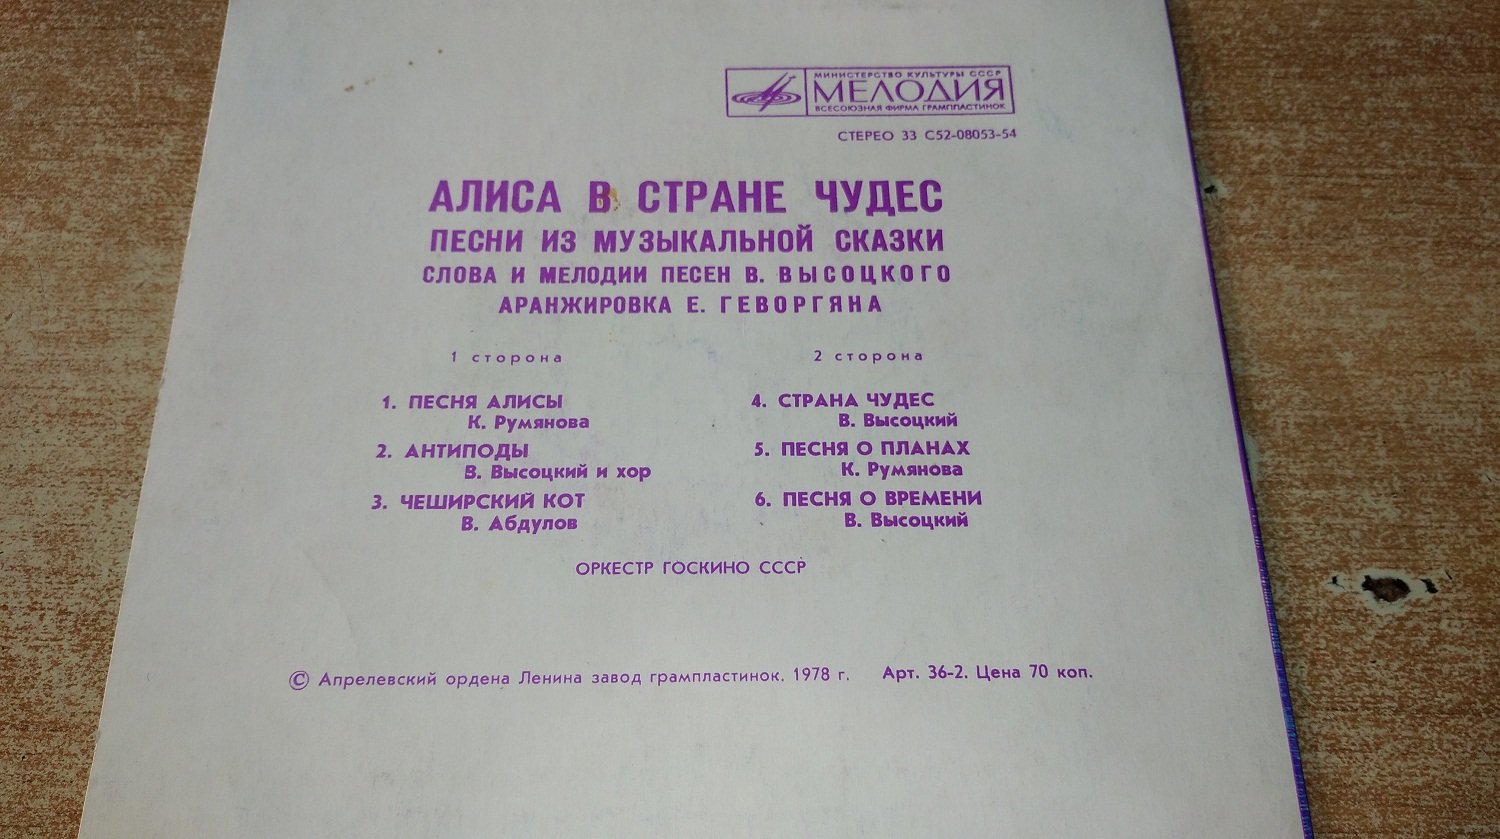 МИНИСТЕРСТВО КУЛЬТУРЫ СССР
МЕЛОДИЯ
ВСЕСОЮЗНАЯ ФИРМА ГРАМПЛАСТИНОК
СТЕРЕО 33 С52-08053-54
АЛИСА В СТРАНЕ ЧУДЕС
ПЕСНИ ИЗ МУЗЫКАЛЬНОЙ СКАЗКИ
СЛОВА И МЕЛОДИИ ПЕСЕН В. ВЫСОЦКОГО
АРАНЖИРОВКА Е. ГЕВОРГЯНА
1 сторона
1. ПЕСНЯ АЛИСЫ
К. Румянова
2. АНТИПОДЫ
В. Высоцкий и хор
3. ЧЕШИРСКИЙ КОТ
В. Абдулов
2 сторона
4. СТРАНА ЧУДЕС
В. Высоцкий
5. ПЕСНЯ О ПЛАНАХ
К. Румянова
6. ПЕСНЯ О ВРЕМЕНИ
В. Высоцкий
ОРКЕСТР ГОСКИНО СССР
© Апрелевский ордена Ленина завод грампластинок. 1978 г. Арт. 36-2. Цена 70 коп.